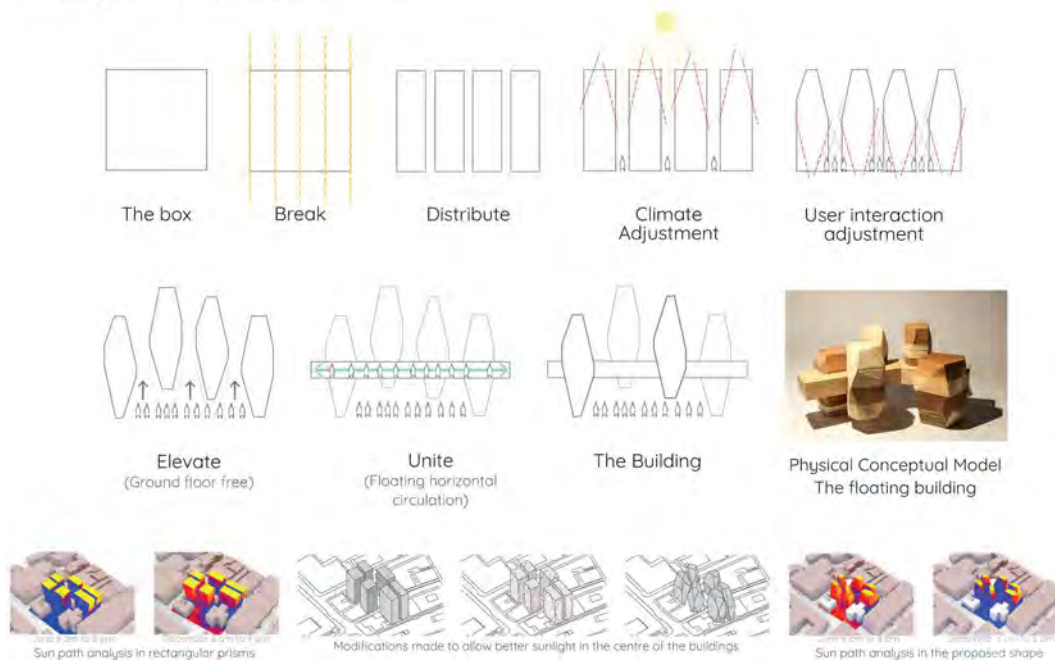 The box
Break
Distribute
Climate
Adjustment
User interaction
adjustment
Elevate
(Ground floor free)
Unite
(Floating horizontal
circulation)
The Building
Physical Conceptual Model
The floating building
Sun path analysis in rectangular prisms
Modifications made to allow better sunlight in the centre of the buildings
Sun path analysis in the proposed shape